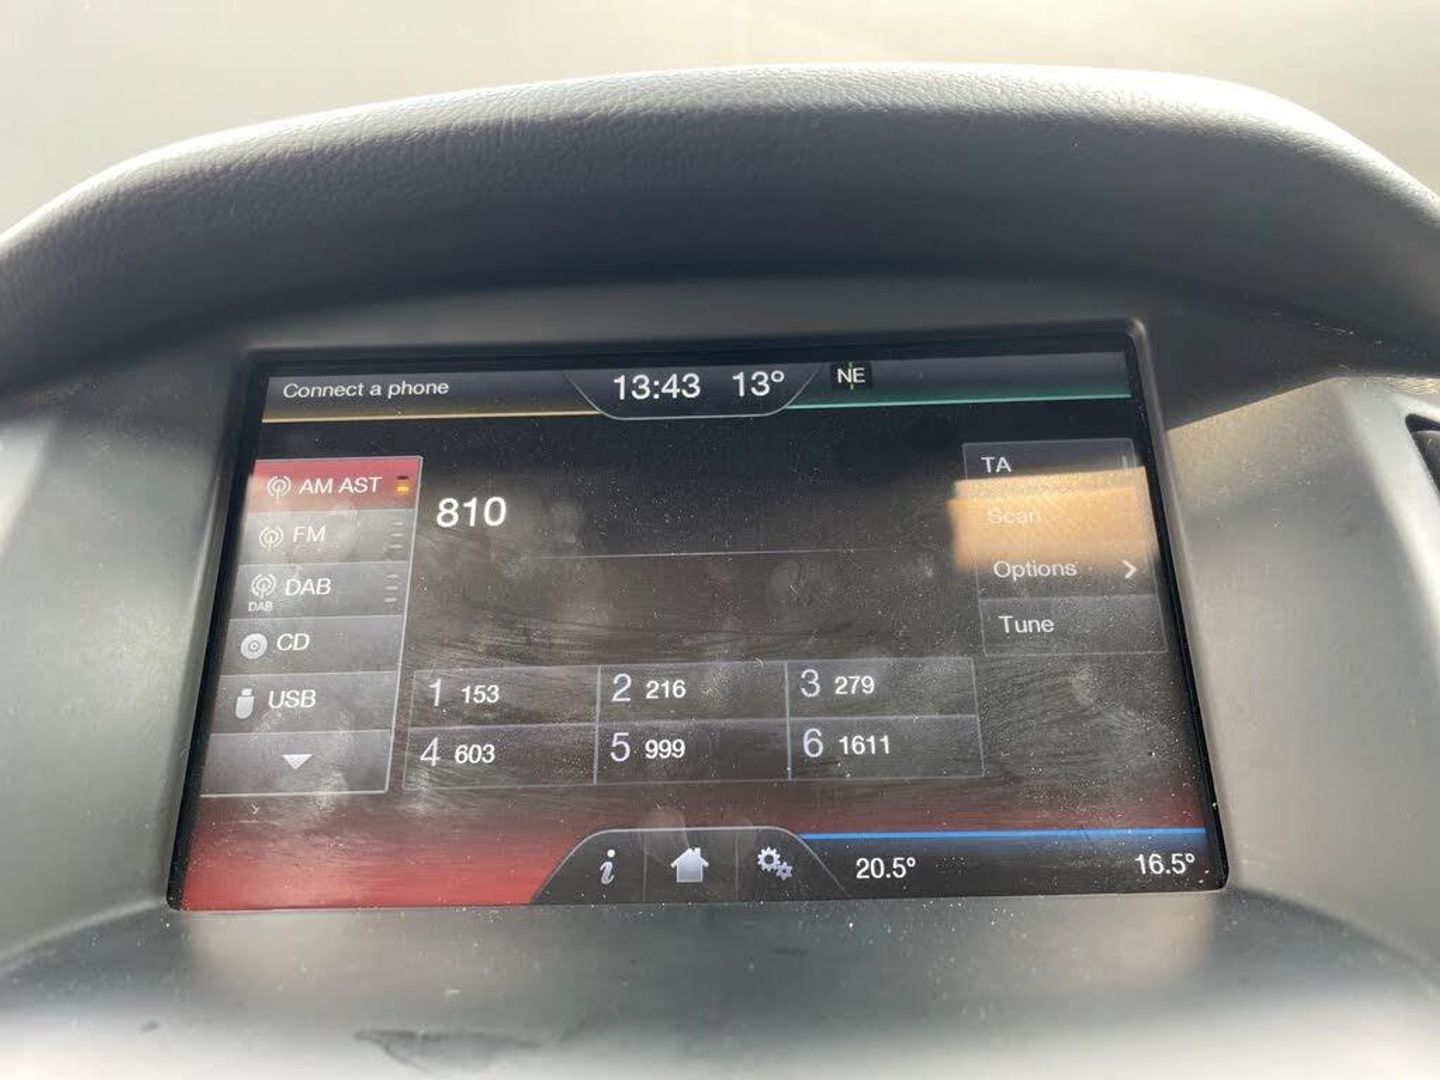 Connect a phone
13:43 13°
NE
AM AST
FM
DAB
DAB
CD
USB
810
TA
Scan
Options
Tune
1 153
2 216
3 279
4 603
5 999
6 1611
i
20.5°
16.5°